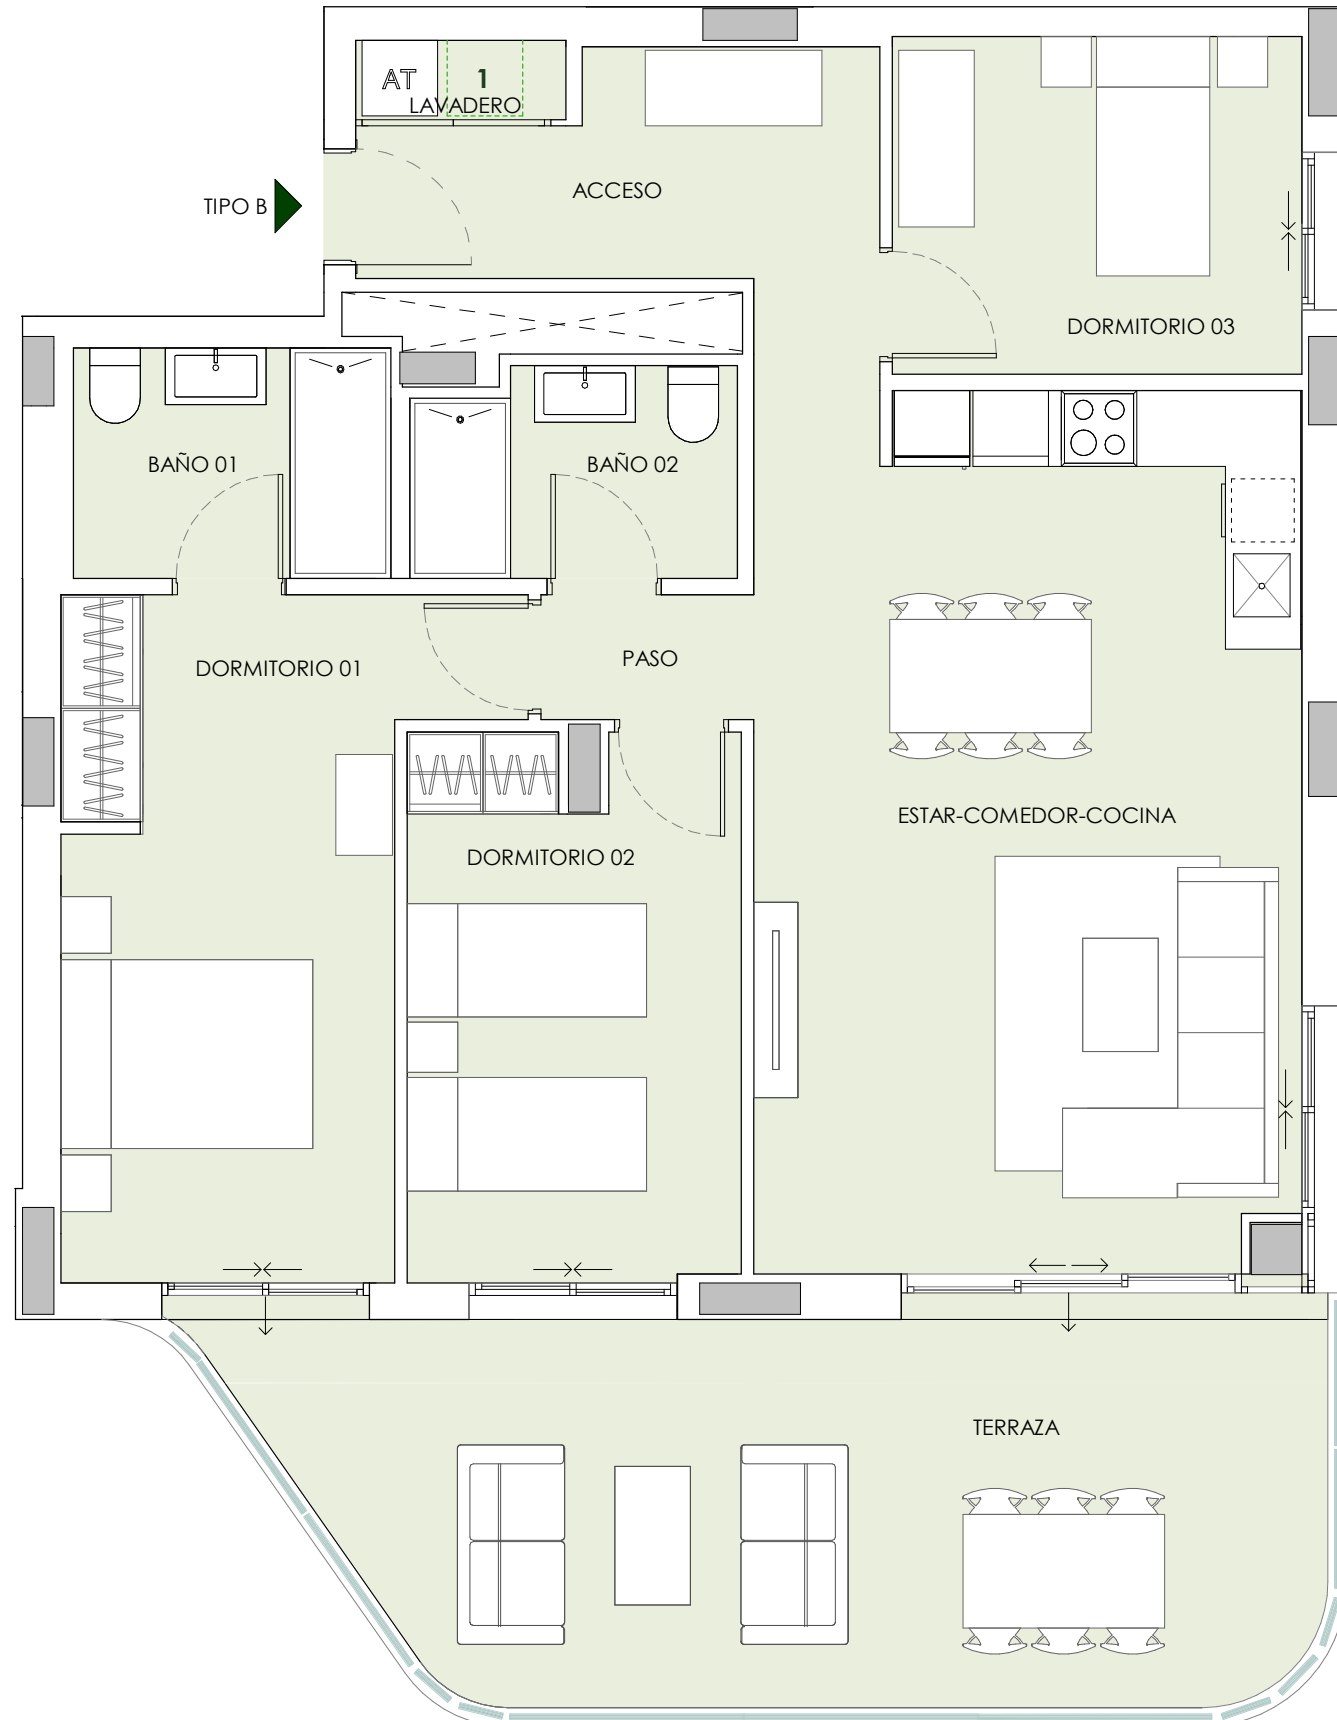 AT
1
LAVADERO
ACCESO
TIPO B
DORMITORIO 03
BAÑO 01
BAÑO 02
DORMITORIO 01
PASO
ESTAR-COMEDOR-COCINA
DORMITORIO 02
TERRAZA